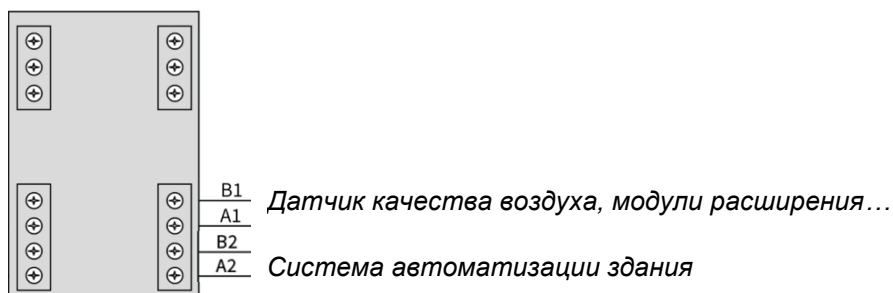 B1
Датчик качества воздуха, модули расширения…
A1
B2
A2
Система автоматизации здания